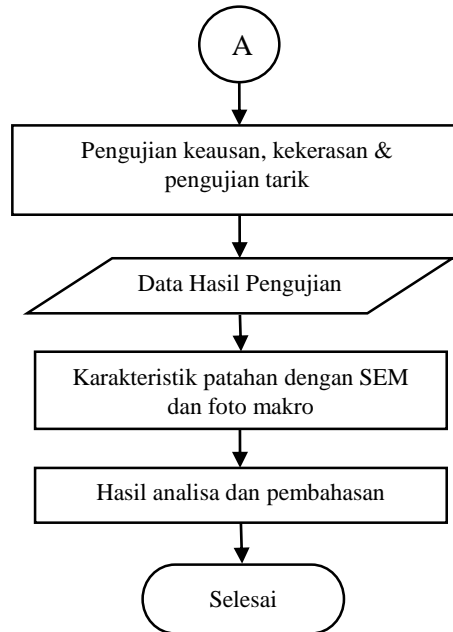 A
Pengujian keausan, kekerasan &
pengujian tarik
Data Hasil Pengujian
Karakteristik patahan dengan SEM
dan foto makro
Hasil analisa dan pembahasan
Selesai